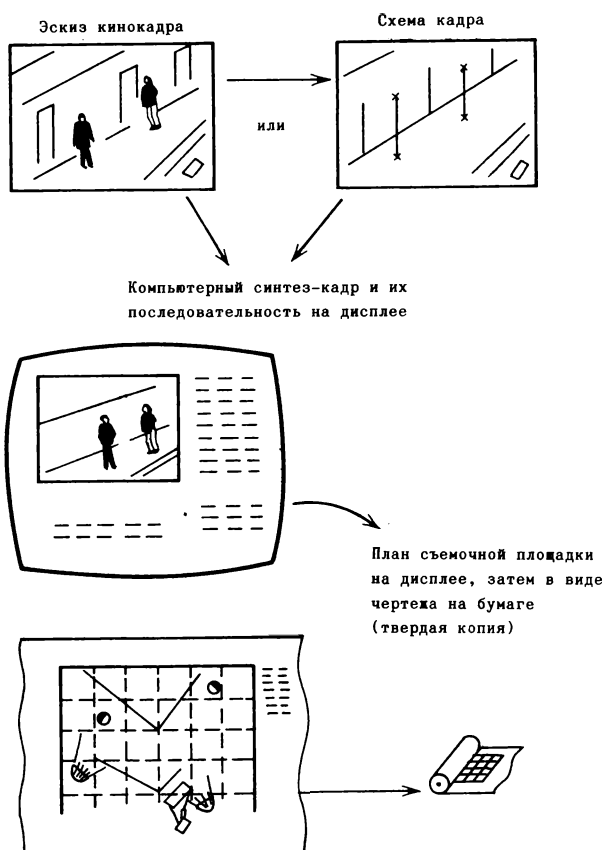 Эскиз кинокадра
Схема кадра
или
Компьютерный синтез-кадр и их
последовательность на дисплее
План съемочной площадки
на дисплее, затем в виде
чертежа на бумаге
(твердая копия)